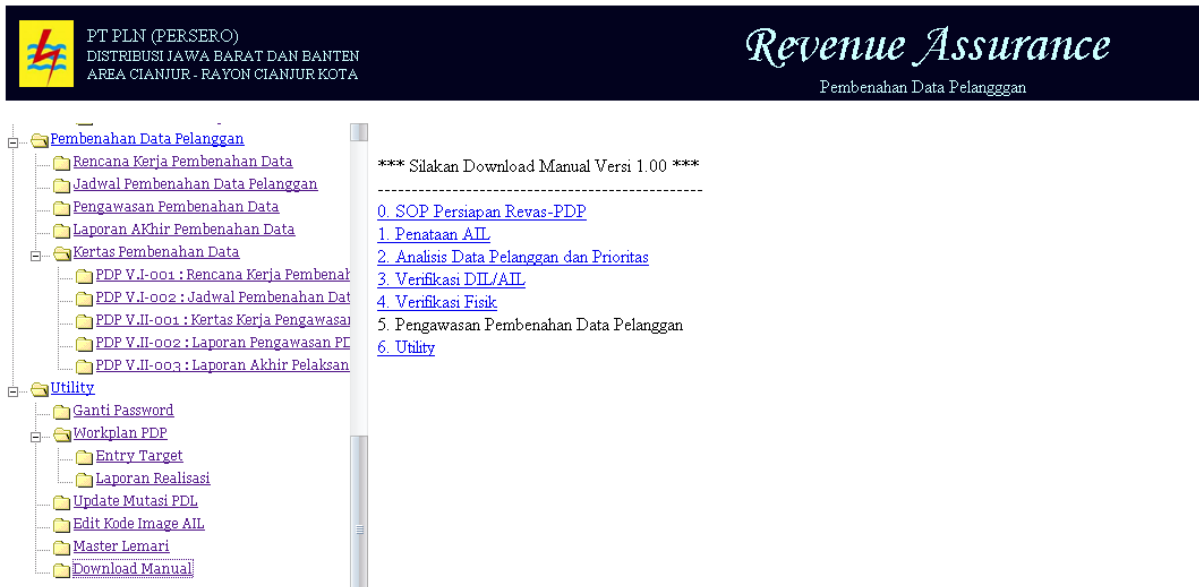 PT PLN (PERSERO)
DISTRIBUSI JAWA BARAT DAN BANTEN
AREA CIANJUR - RAYON CIANJUR KOTA
Revenue Assurance
Pembenahan Data Pelangggan
Pembenahan Data Pelanggan
Rencana Kerja Pembenahan Data
Jadwal Pembenahan Data Pelanggan
Pengawasan Pembenahan Data
Laporan AKhir Pembenahan Data
Kertas Pembenahan Data
PDP V.I-001 : Rencana Kerja Pembenah
PDP V.I-002 : Jadwal Pembenahan Dat
PDP V.II-001 : Kertas Kerja Pengawasa
PDP V.II-002 : Laporan Pengawasan PD
PDP V.II-003 : Laporan Akhir Pelaksan
Utility
Ganti Password
Workplan PDP
Entry Target
Laporan Realisasi
Update Mutasi PDL
Edit Kode Image AIL
Master Lemari
Download Manual
*** Silakan Download Manual Versi 1.00 ***
------------------------------------------------
0. SOP Persiapan Revas-PDP
1. Penataan AIL
2. Analisis Data Pelanggan dan Prioritas
3. Verifikasi DIL/AIL
4. Verifikasi Fisik
5. Pengawasan Pembenahan Data Pelanggan
6. Utility